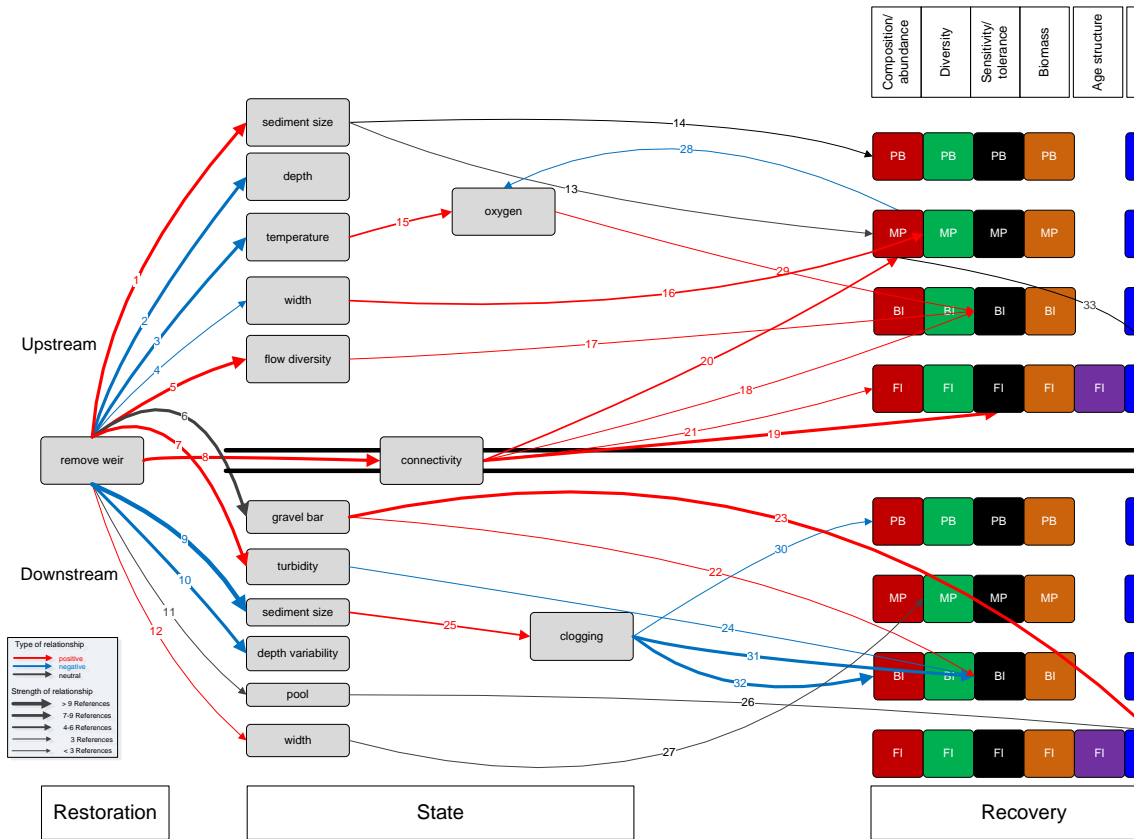 Composition/
abundance
Diversity
Sensitivity/
tolerance
Biomass
Age structure
sediment size
14
PB
PB
PB
PB
depth
28
13
oxygen
temperature
15
MP
MP
MP
MP
29
1
2
3
width
16
33
BI
BI
BI
BI
4
Upstream
17
flow diversity
20
5
18
FI
FI
FI
FI
FI
6
21
19
7
remove weir
8
connectivity
gravel bar
23
PB
PB
PB
PB
9
30
turbidity
22
Downstream
10
MP
MP
MP
MP
11
sediment size
25
24
12
clogging
depth variability
31
BI
BI
BI
BI
32
Type of relationship
positive
negative
neutral
Strength of relationship
> 9 References
7-9 References
4-6 References
3 References
< 3 References
pool
26
width
27
FI
FI
FI
FI
FI
Restoration
State
Recovery